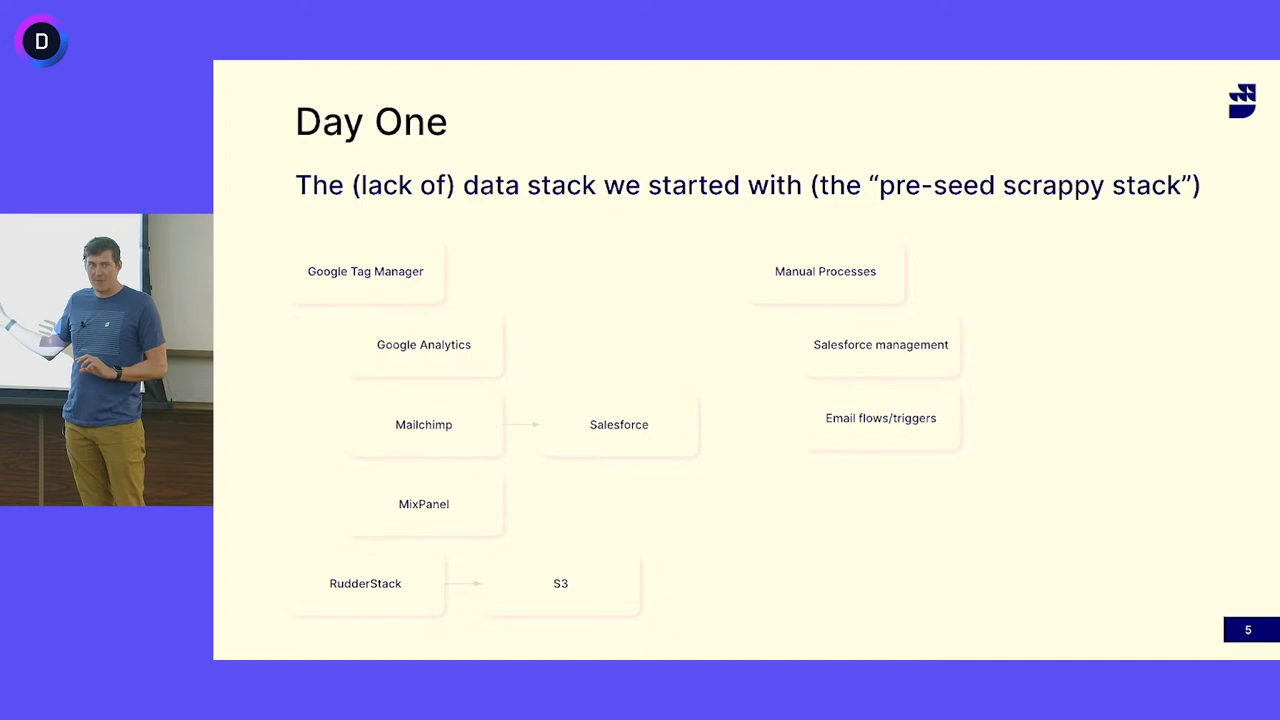 D
Day One
The (lack of) data stack we started with (the “pre-seed scrappy stack”)
Google Tag Manager
Google Analytics
Mailchimp
Salesforce
MixPanel
RudderStack
S3
Manual Processes
Salesforce management
Email flows/triggers
5